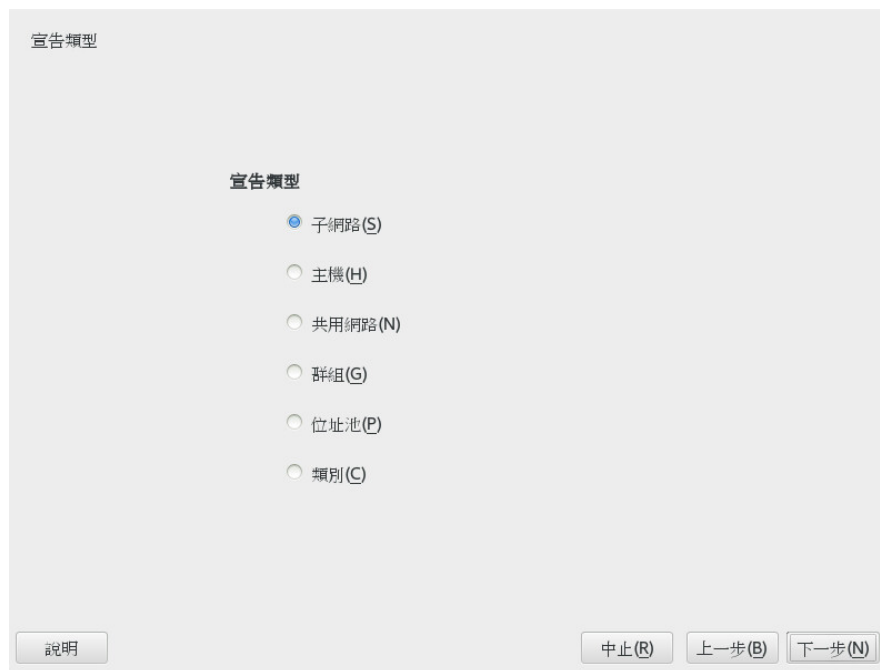 宣告類型
宣告類型
子網路(S)
主機(H)
共用網路(N)
群組(G)
位址池(P)
類別(C)
說明
中止(R)
上一步(B)
下一步(N)